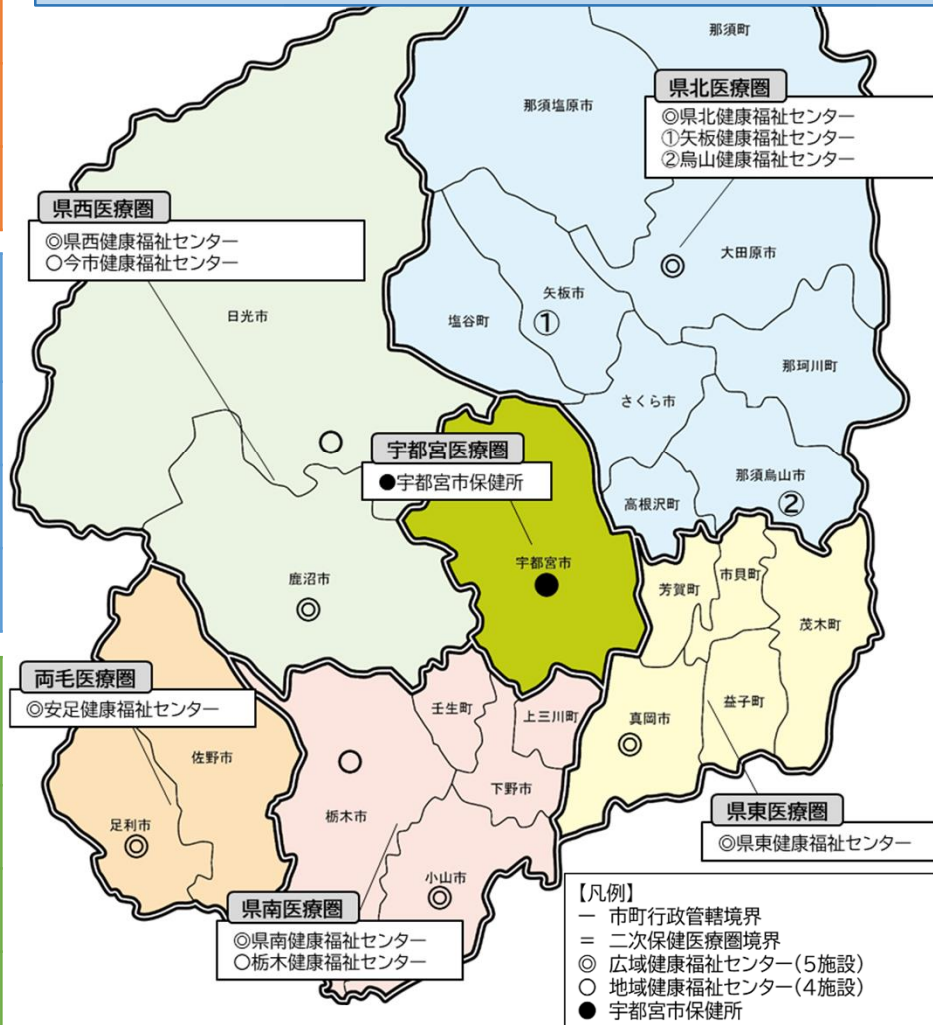 那須町
那須塩原市
県北医療圏
◎県北健康福祉センター
①矢板健康福祉センター
②烏山健康福祉センター
県西医療圏
◎県西健康福祉センター
○今市健康福祉センター
大田原市
◎
矢板市
①
塩谷町
日光市
那珂川町
さくら市
○
宇都宮医療圏
●宇都宮市保健所
那須烏山市
②
高根沢町
宇都宮市
●
鹿沼市
◎
芳賀町
市貝町
茂木町
両毛医療圏
◎安足健康福祉センター
壬生町
上三川町
真岡市
◎
益子町
佐野市
○
下野市
栃木市
足利市
◎
県東医療圏
◎県東健康福祉センター
小山市
◎
県南医療圏
◎県南健康福祉センター
○栃木健康福祉センター
【凡例】
― 市町行政管轄境界
= 二次保健医療圏境界
◎ 広域健康福祉センター(5施設)
○ 地域健康福祉センター(4施設)
● 宇都宮市保健所